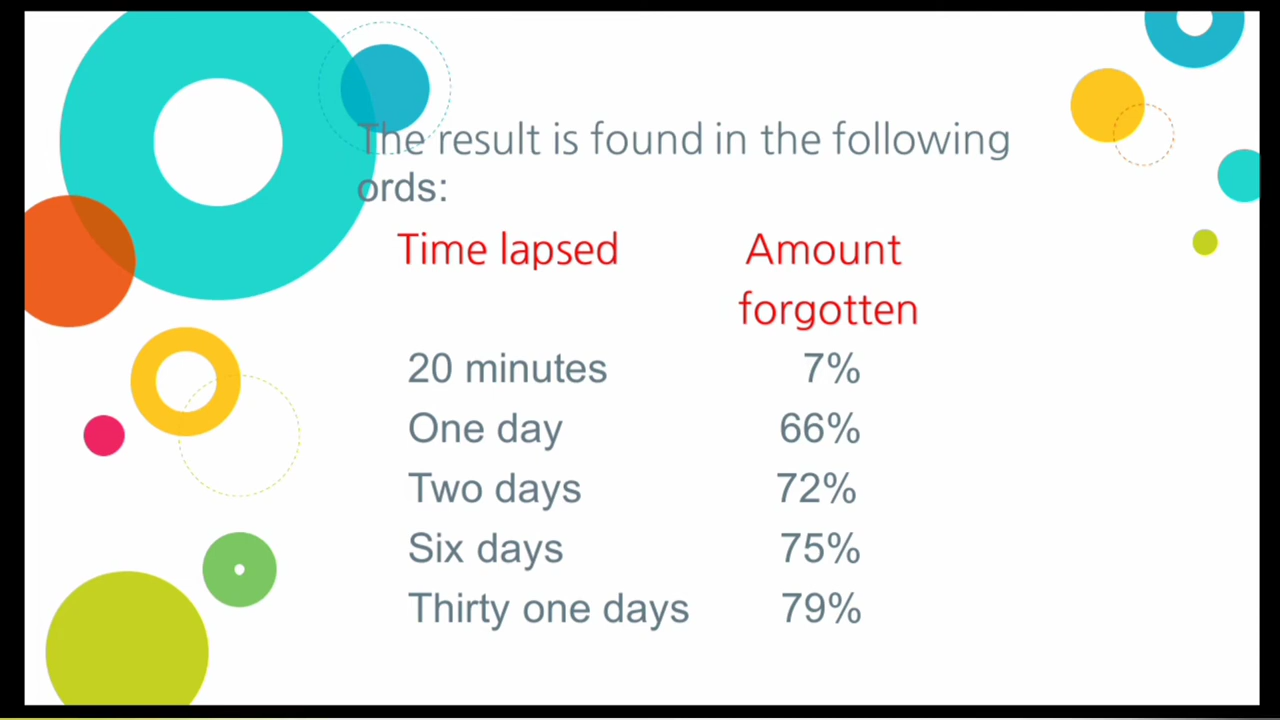 The result is found in the following
ords:
Time lapsed Amount
forgotten
20 minutes 7%
One day 66%
Two days 72%
Six days 75%
Thirty one days 79%